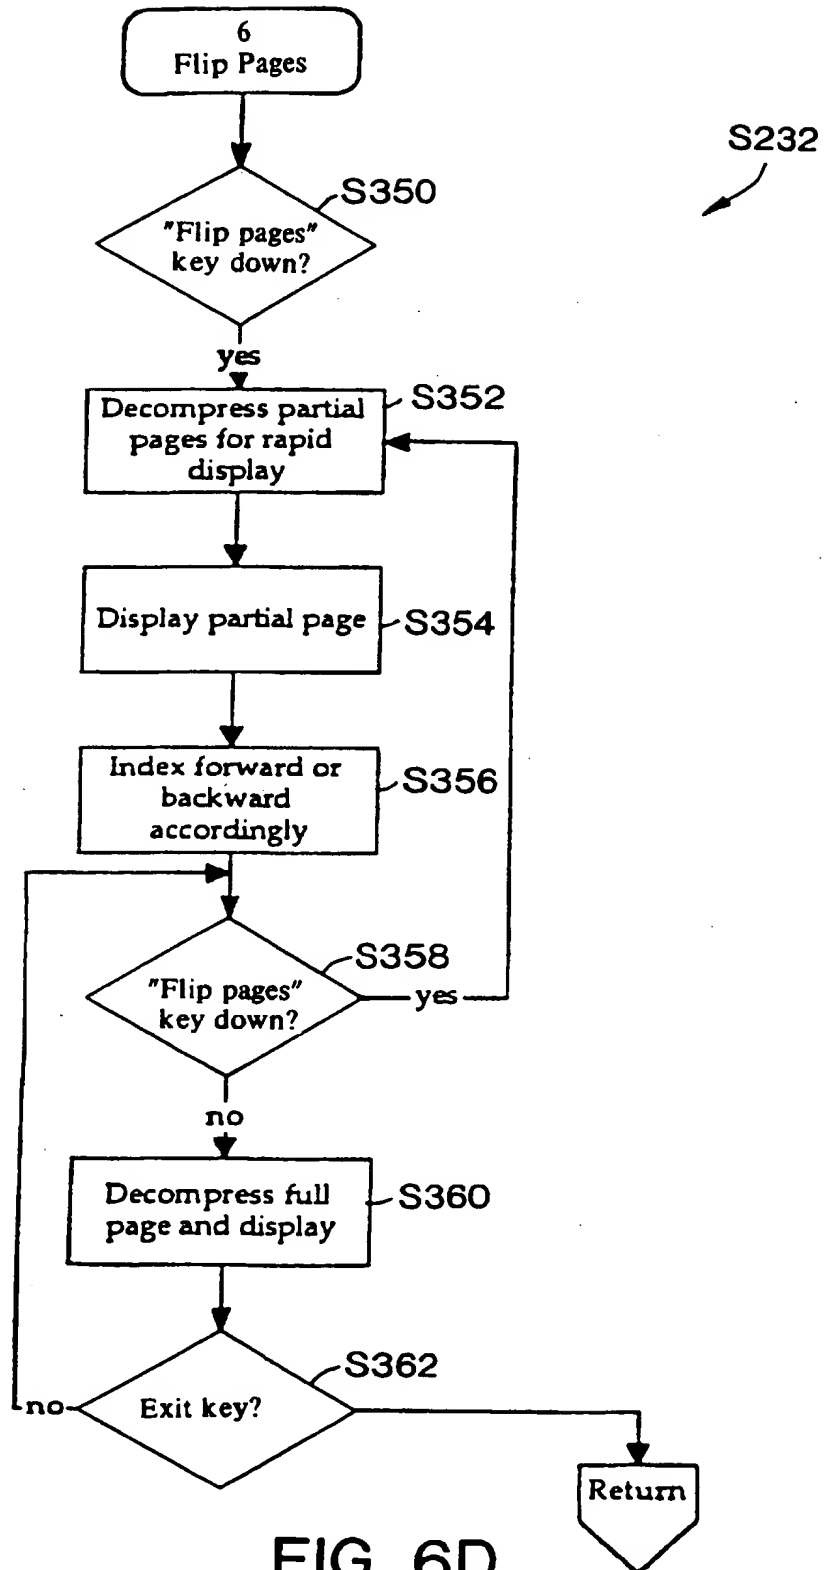 6
Flip Pages
S232
S350
"Flip pages"
key down?
yes
S352
Decompress partial
pages for rapid
display
Display partial page
S354
Index forward or
backward
accordingly
S356
S358
"Flip pages"
key down?
yes
no
Decompress full
page and display
S360
S362
Exit key?
no
Return
FIG. 6D